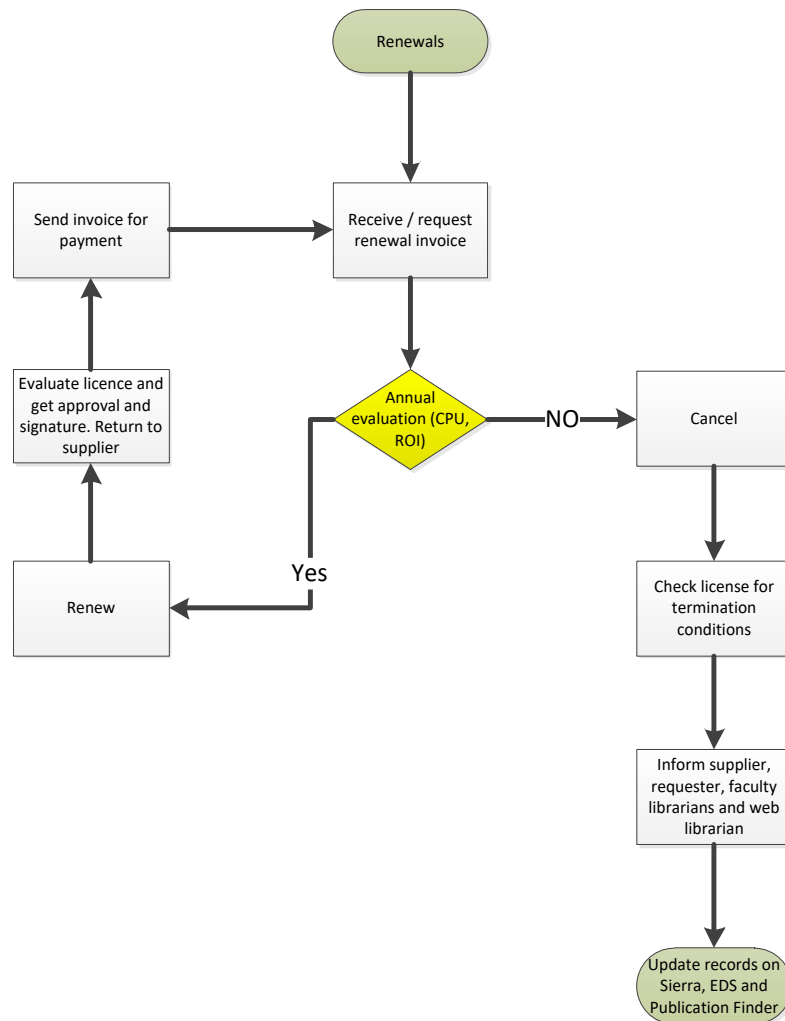 Renewals
Send invoice for
payment
Receive / request
renewal invoice
Evaluate licence and
get approval and
signature. Return to
supplier
Annual
evaluation (CPU,
ROI)
NO
Cancel
Yes
Renew
Check license for
termination
conditions
Inform supplier,
requester, faculty
librarians and web
librarian
Update records on
Sierra, EDS and
Publication Finder